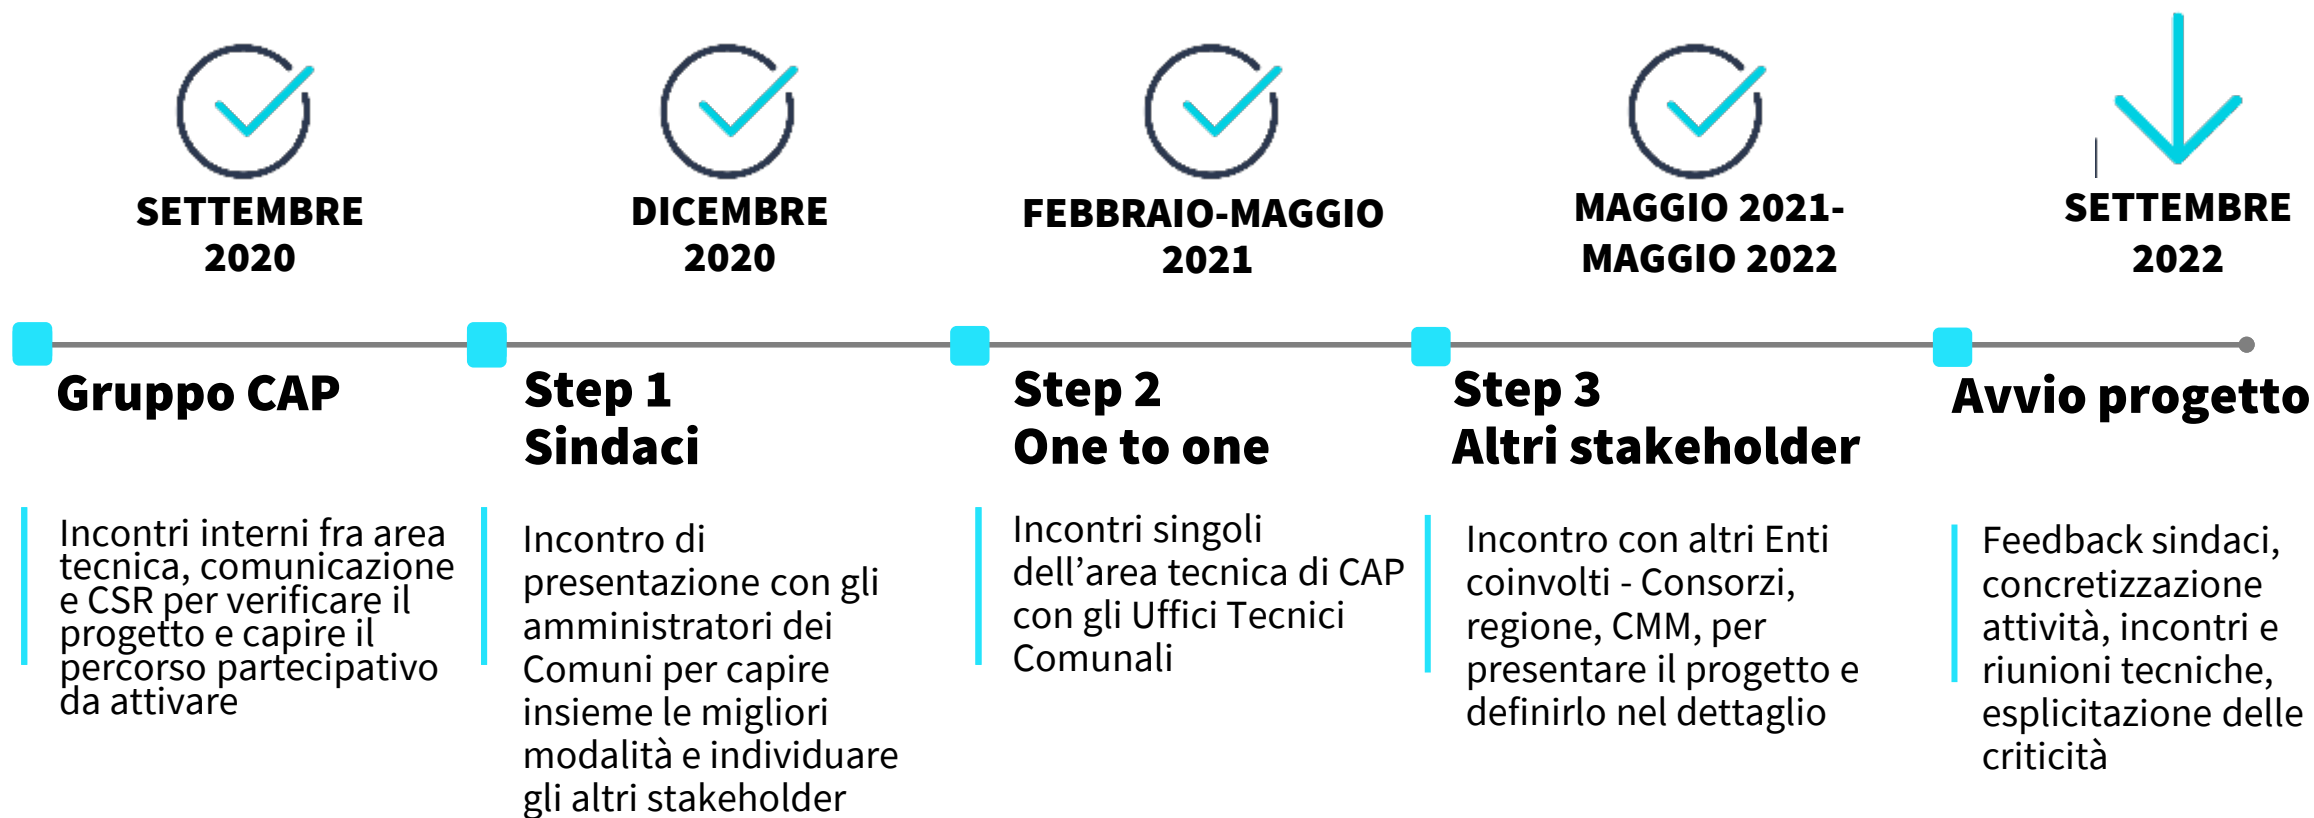 SETTEMBRE
2020
DICEMBRE
2020
FEBBRAIO-MAGGIO
2021
MAGGIO 2021-
MAGGIO 2022
SETTEMBRE
2022
Gruppo CAP
Incontri interni fra area
tecnica, comunicazione
e CSR per verificare il
progetto e capire il
percorso partecipativo
da attivare
Step 1
Sindaci
Incontro di
presentazione con gli
amministratori dei
Comuni per capire
insieme le migliori
modalità e individuare
gli altri stakeholder
Step 2
One to one
Incontri singoli
dell’area tecnica di CAP
con gli Uffici Tecnici
Comunali
Step 3
Altri stakeholder
Incontro con altri Enti
coinvolti - Consorzi,
regione, CMM, per
presentare il progetto e
definirlo nel dettaglio
Avvio progetto
Feedback sindaci,
concretizzazione
attività, incontri e
riunioni tecniche,
esplicitazione delle
criticità